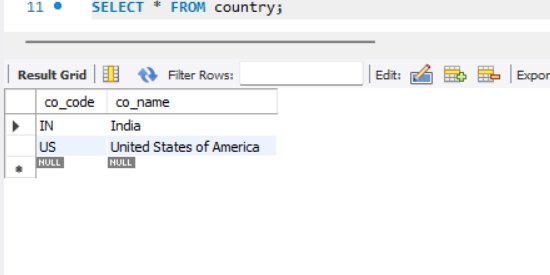 11 SELECT * FROM country;
Result Grid Filter Rows: Edit: Expor
co_code co_name
IN India
US United States of America
NULL NULL